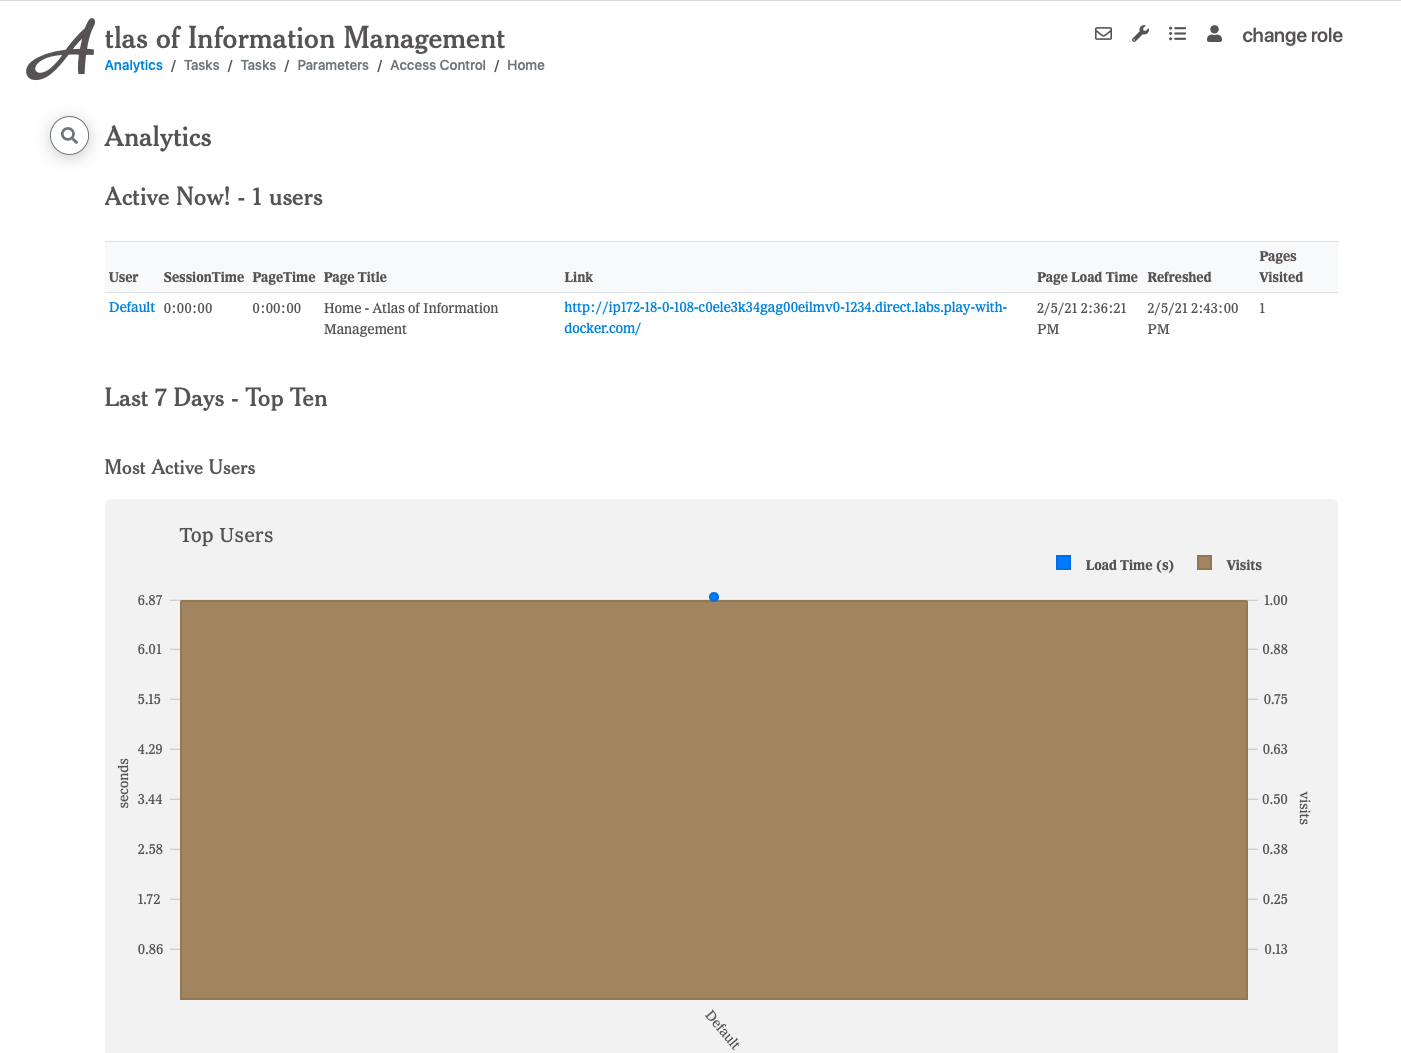 Atlas of Information Management
change role
Analytics / Tasks / Tasks / Parameters / Access Control / Home
Analytics
Active Now! - 1 users
User SessionTime PageTime Page Title Link Page Load Time Refreshed Pages Visited
Default 0:00:00 0:00:00 Home - Atlas of Information Management http://ip172-18-0-108-c0ele3k34gag00eilmv0-1234.direct.labs.play-with-docker.com/ 2/5/21 2:36:21 PM 2/5/21 2:43:00 PM 1
Last 7 Days - Top Ten
Most Active Users
Top Users
Load Time (s) Visits
6.87 1.00
6.01 0.88
5.15 0.75
4.29 0.63
seconds
3.44 0.50
visits
2.58 0.38
1.72 0.25
0.86 0.13
Default